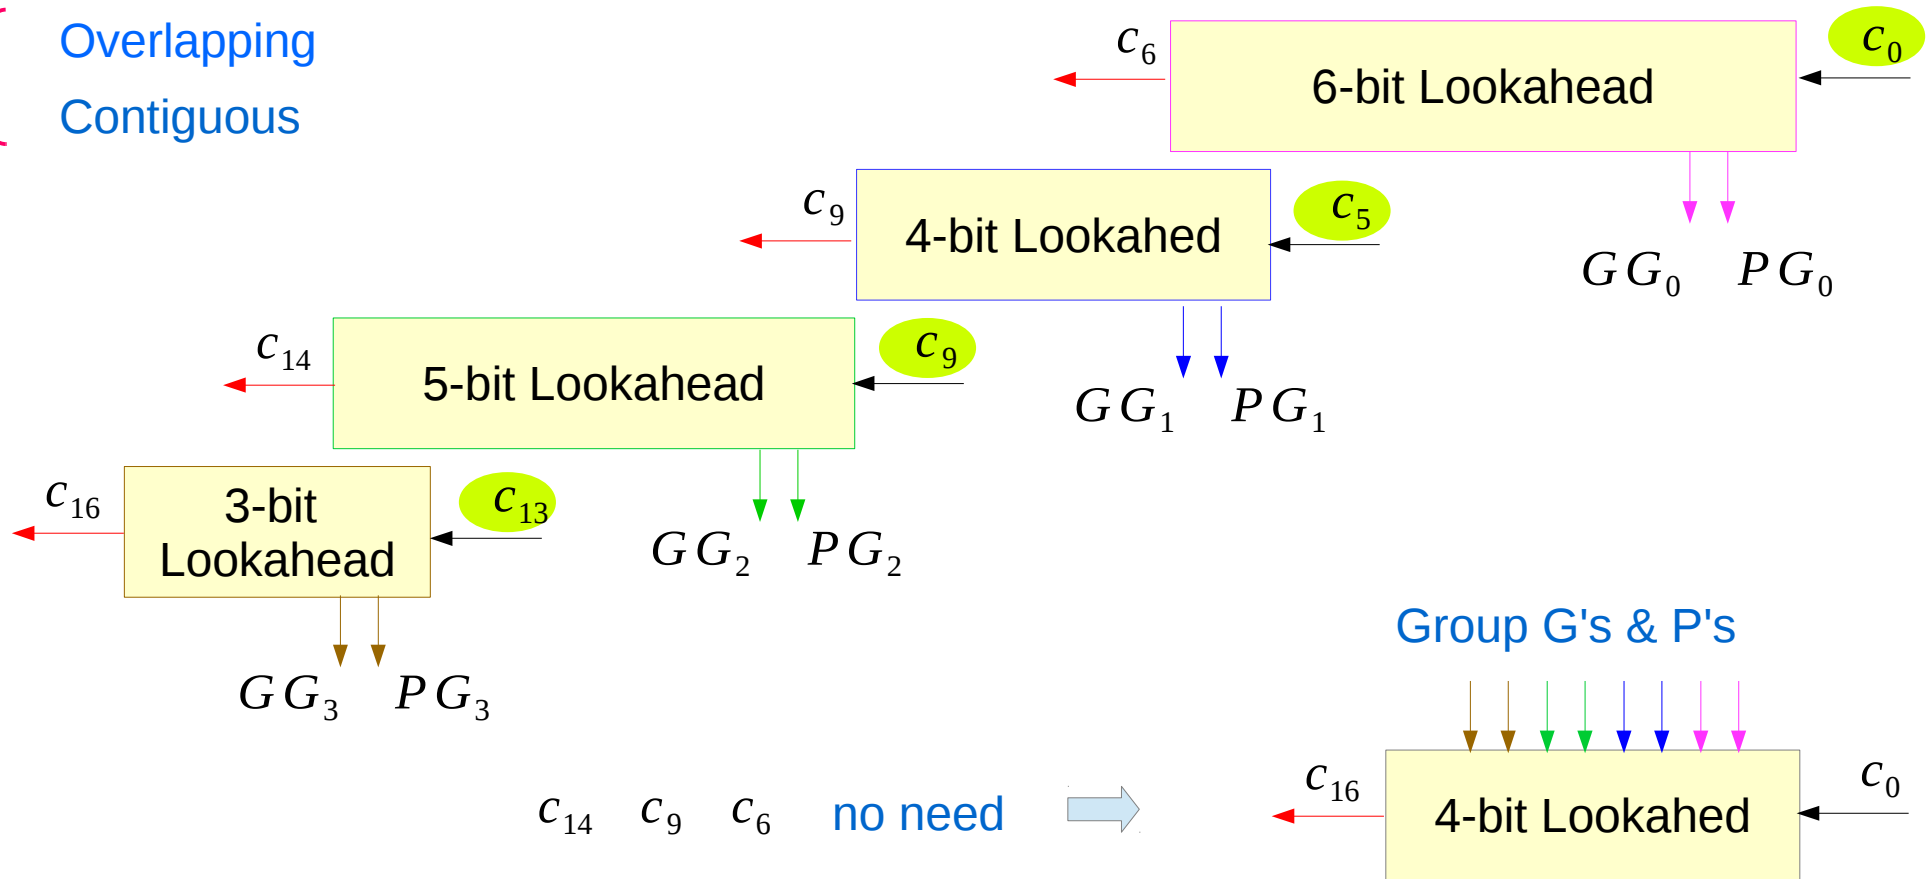 Overlapping
Contiguous
c6
6-bit Lookahead
c0
c9
4-bit Lookahed
c5
GG0 PG0
c14
5-bit Lookahead
c9
GG1 PG1
c16
3-bit
Lookahead
c13
GG2 PG2
Group G's & P's
GG3 PG3
c14 c9 c6 no need
c16
4-bit Lookahed
c0